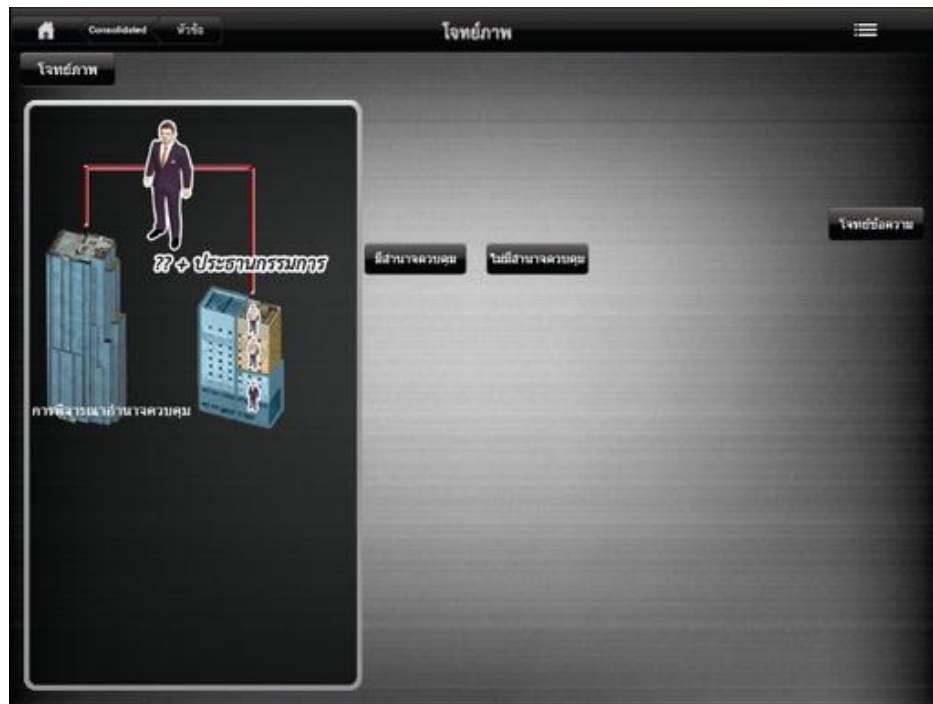 Consolidated หัวข้อ โจทย์ภาพ
โจทย์ภาพ
โจทย์ข้อความ
?? + ประธานกรรมการ
มีอำนาจควบคุม ไม่มีอำนาจควบคุม
การพิจารณาอำนาจควบคุม